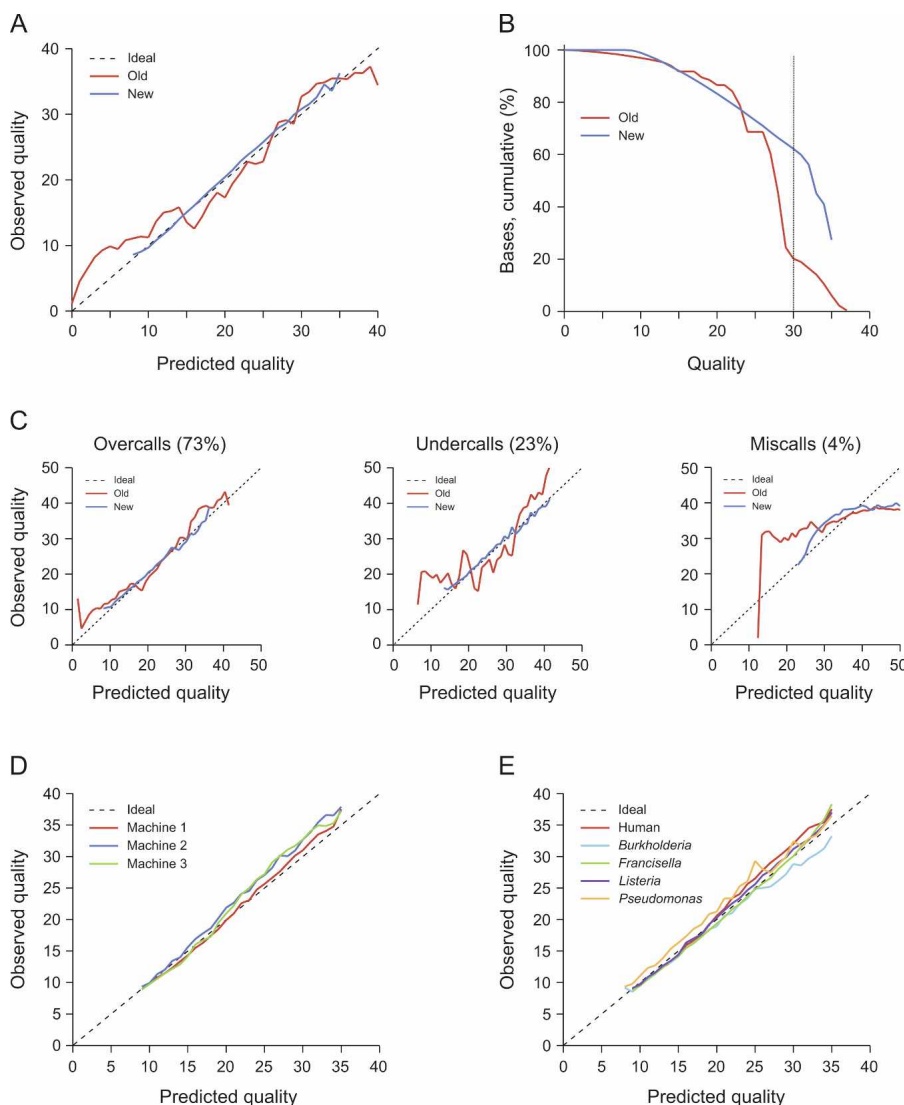 A
Observed quality
40
30
20
10
0
Ideal
Old
New
0 10 20 30 40
Predicted quality
B
Bases, cumulative (%)
100
80
60
40
20
0
Old
New
0 10 20 30 40
Quality
C
Overcalls (73%)
Observed quality
50
40
30
20
10
0
Ideal
Old
New
0 10 20 30 40 50
Predicted quality
Undercalls (23%)
50
40
30
20
10
0
Ideal
Old
New
0 10 20 30 40 50
Predicted quality
Miscalls (4%)
50
40
30
20
10
0
Ideal
Old
New
0 10 20 30 40 50
Predicted quality
D
Observed quality
40
35
30
25
20
15
10
5
0
Ideal
Machine 1
Machine 2
Machine 3
0 5 10 15 20 25 30 35 40
Predicted quality
E
Observed quality
40
35
30
25
20
15
10
5
0
Ideal
Human
Burkholderia
Francisella
Listeria
Pseudomonas
0 5 10 15 20 25 30 35 40
Predicted quality